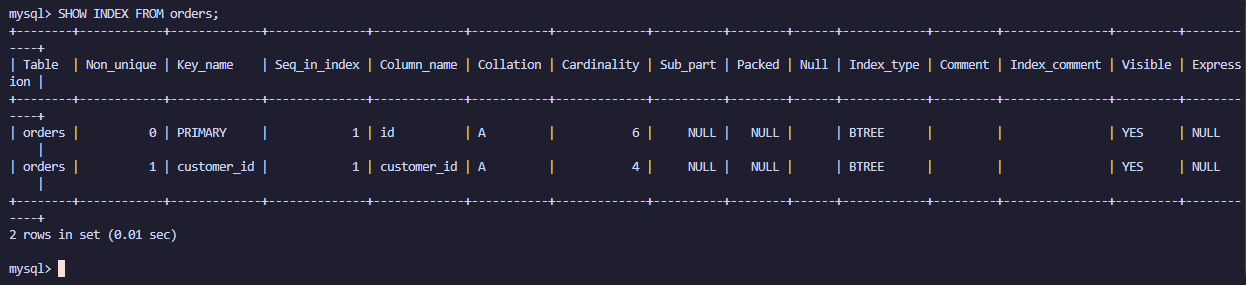 mysql> SHOW INDEX FROM orders;
+--------+------------+-------------+--------------+-------------+-----------+-------------+----------+--------+------+------------+---------+---------------+---------+--------
----+
| Table  | Non_unique | Key_name    | Seq_in_index | Column_name | Collation | Cardinality | Sub_part | Packed | Null | Index_type | Comment | Index_comment | Visible | Express
ion |
+--------+------------+-------------+--------------+-------------+-----------+-------------+----------+--------+------+------------+---------+---------------+---------+--------
----+
| orders |          0 | PRIMARY     |            1 | id          | A         |           6 |     NULL |   NULL |      | BTREE      |         |               | YES     | NULL
    |
| orders |          1 | customer_id |            1 | customer_id | A         |           4 |     NULL |   NULL |      | BTREE      |         |               | YES     | NULL
    |
+--------+------------+-------------+--------------+-------------+-----------+-------------+----------+--------+------+------------+---------+---------------+---------+--------
----+
2 rows in set (0.01 sec)
mysql>